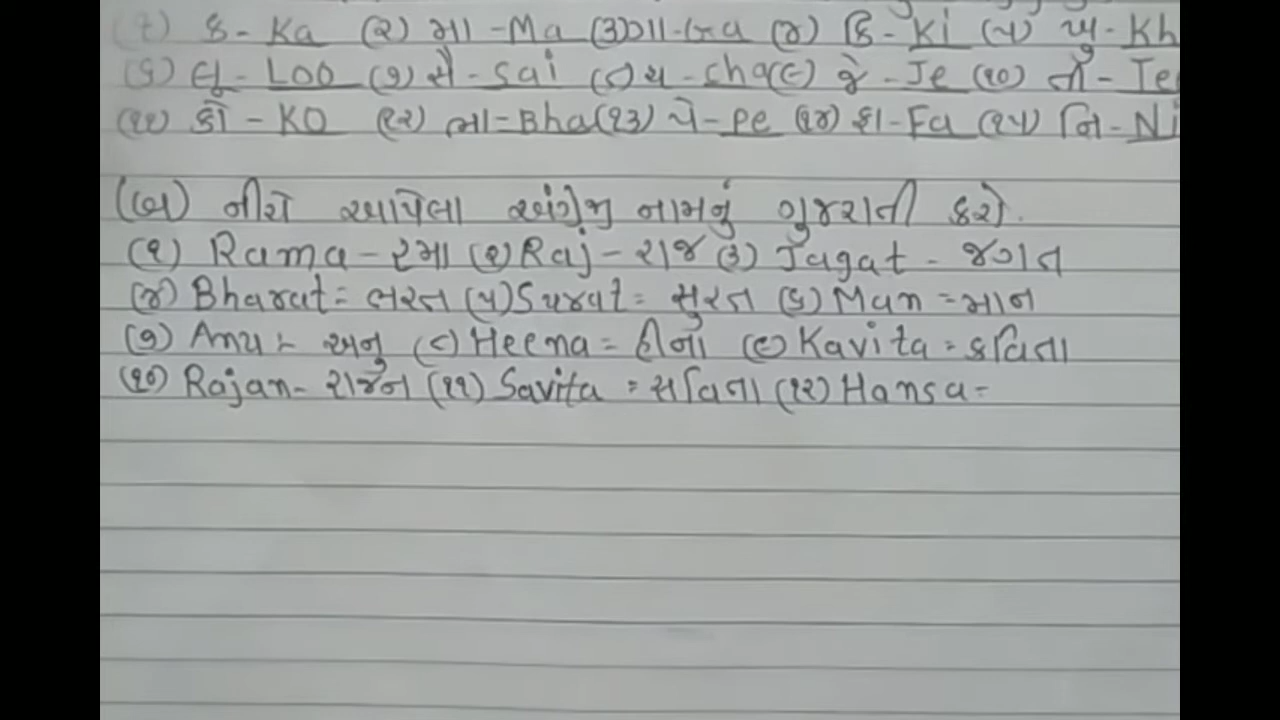 (૧) ક - Ka (૨) મા - Ma (૩) ગા - Ga (૪) કિ - Ki (૫) ખુ - Kh
(૬) લૂ - Loo (૭) સૈ - Sai (૮) ચ - Cha (૯) જે - Je (૧૦) તે - Te
(૧૧) કો - KO (૧૨) ભા - Bha (૧૩) પે - Pe (૧૪) ફા - Fa (૧૫) નિ - Ni
(બ) નીચે આપેલા અંગ્રેજી નામનું ગુજરાતી કરો.
(૧) Rama - રમા (૨) Raj - રાજ (૩) Jagat - જગત
(૪) Bharat = ભરત (૫) Surat = સુરત (૬) Man = માન
(૭) Anu = અનુ (૮) Heena = હીના (૯) Kavita = કવિતા
(૧૦) Rajan - રાજન (૧૧) Savita = સવિતા (૧૨) Hansa =